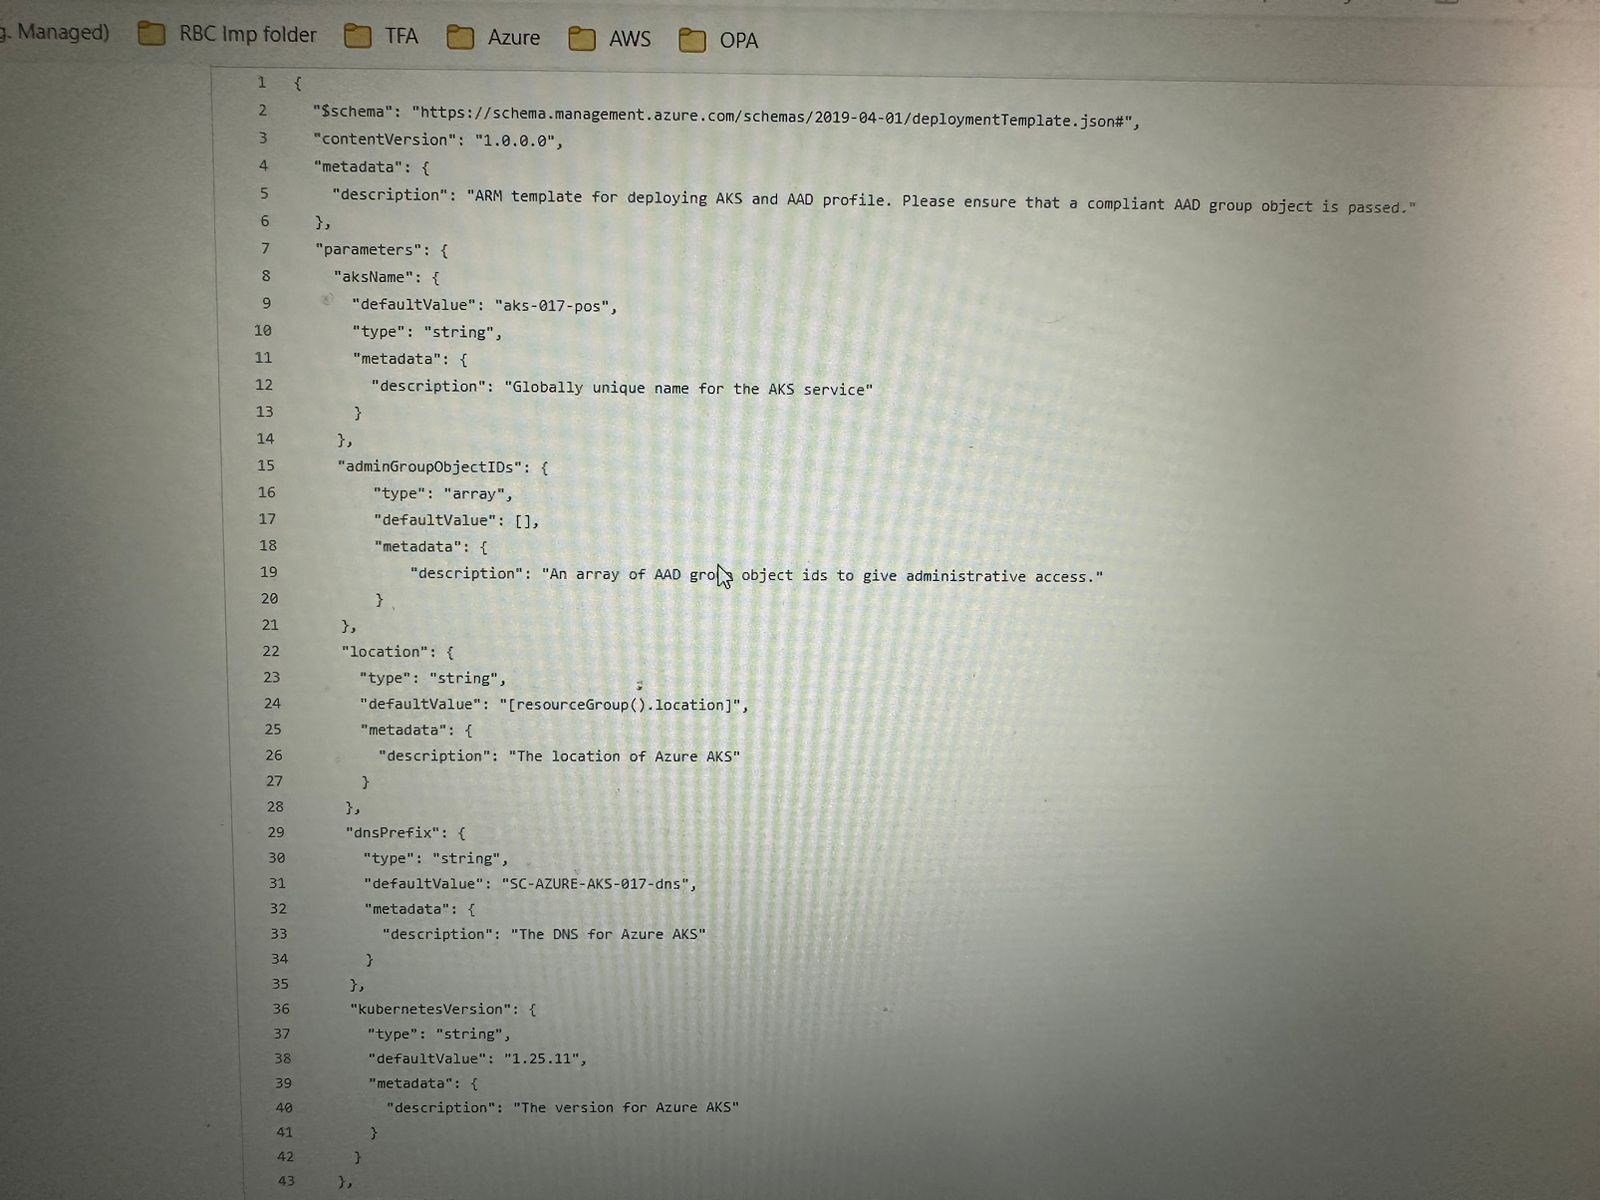 g. Managed) RBC Imp folder TFA Azure AWS OPA
1 {
2 "$schema": "https://schema.management.azure.com/schemas/2019-04-01/deploymentTemplate.json#",
3 "contentVersion": "1.0.0.0",
4 "metadata": {
5 "description": "ARM template for deploying AKS and AAD profile. Please ensure that a compliant AAD group object is passed."
6 },
7 "parameters": {
8 "aksName": {
9 "defaultValue": "aks-017-pos",
10 "type": "string",
11 "metadata": {
12 "description": "Globally unique name for the AKS service"
13 }
14 },
15 "adminGroupObjectIDs": {
16 "type": "array",
17 "defaultValue": [],
18 "metadata": {
19 "description": "An array of AAD group object ids to give administrative access."
20 }
21 },
22 "location": {
23 "type": "string",
24 "defaultValue": "[resourceGroup().location]",
25 "metadata": {
26 "description": "The location of Azure AKS"
27 }
28 },
29 "dnsPrefix": {
30 "type": "string",
31 "defaultValue": "SC-AZURE-AKS-017-dns",
32 "metadata": {
33 "description": "The DNS for Azure AKS"
34 }
35 },
36 "kubernetesVersion": {
37 "type": "string",
38 "defaultValue": "1.25.11",
39 "metadata": {
40 "description": "The version for Azure AKS"
41 }
42 }
43 },